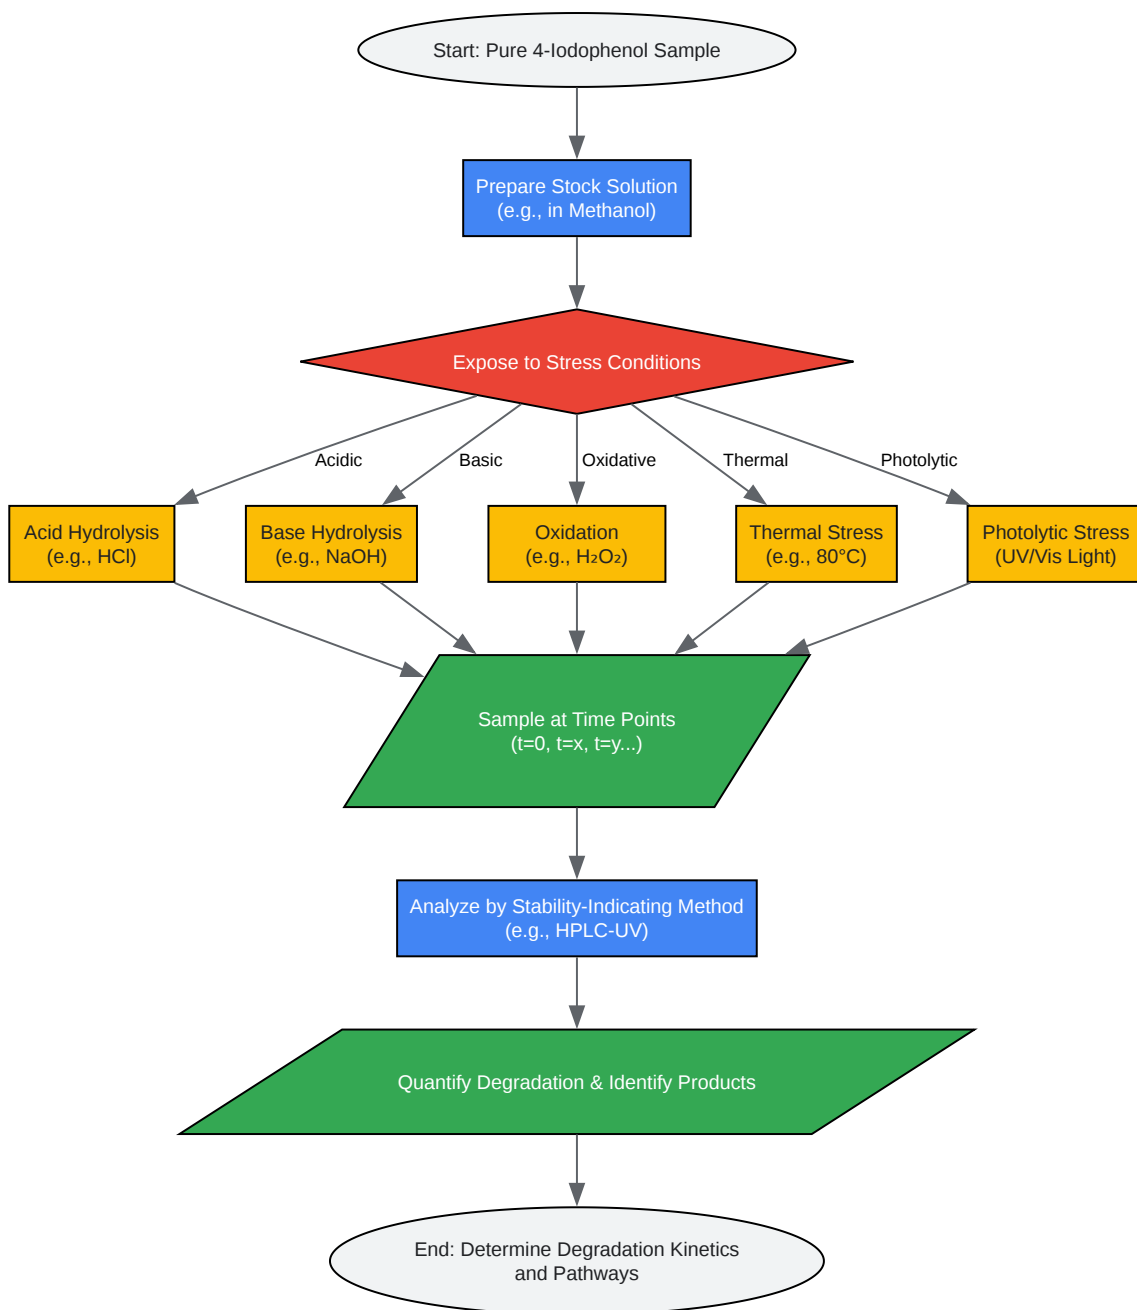 Start: Pure 4-Iodophenol Sample
Prepare Stock Solution
(e.g., in Methanol)
Expose to Stress Conditions
Acidic
Basic
Oxidative
Thermal
Photolytic
Acid Hydrolysis
(e.g., HCl)
Base Hydrolysis
(e.g., NaOH)
Oxidation
(e.g., H₂O₂)
Thermal Stress
(e.g., 80°C)
Photolytic Stress
(UV/Vis Light)
Sample at Time Points
(t=0, t=x, t=y...)
Analyze by Stability-Indicating Method
(e.g., HPLC-UV)
Quantify Degradation & Identify Products
End: Determine Degradation Kinetics
and Pathways